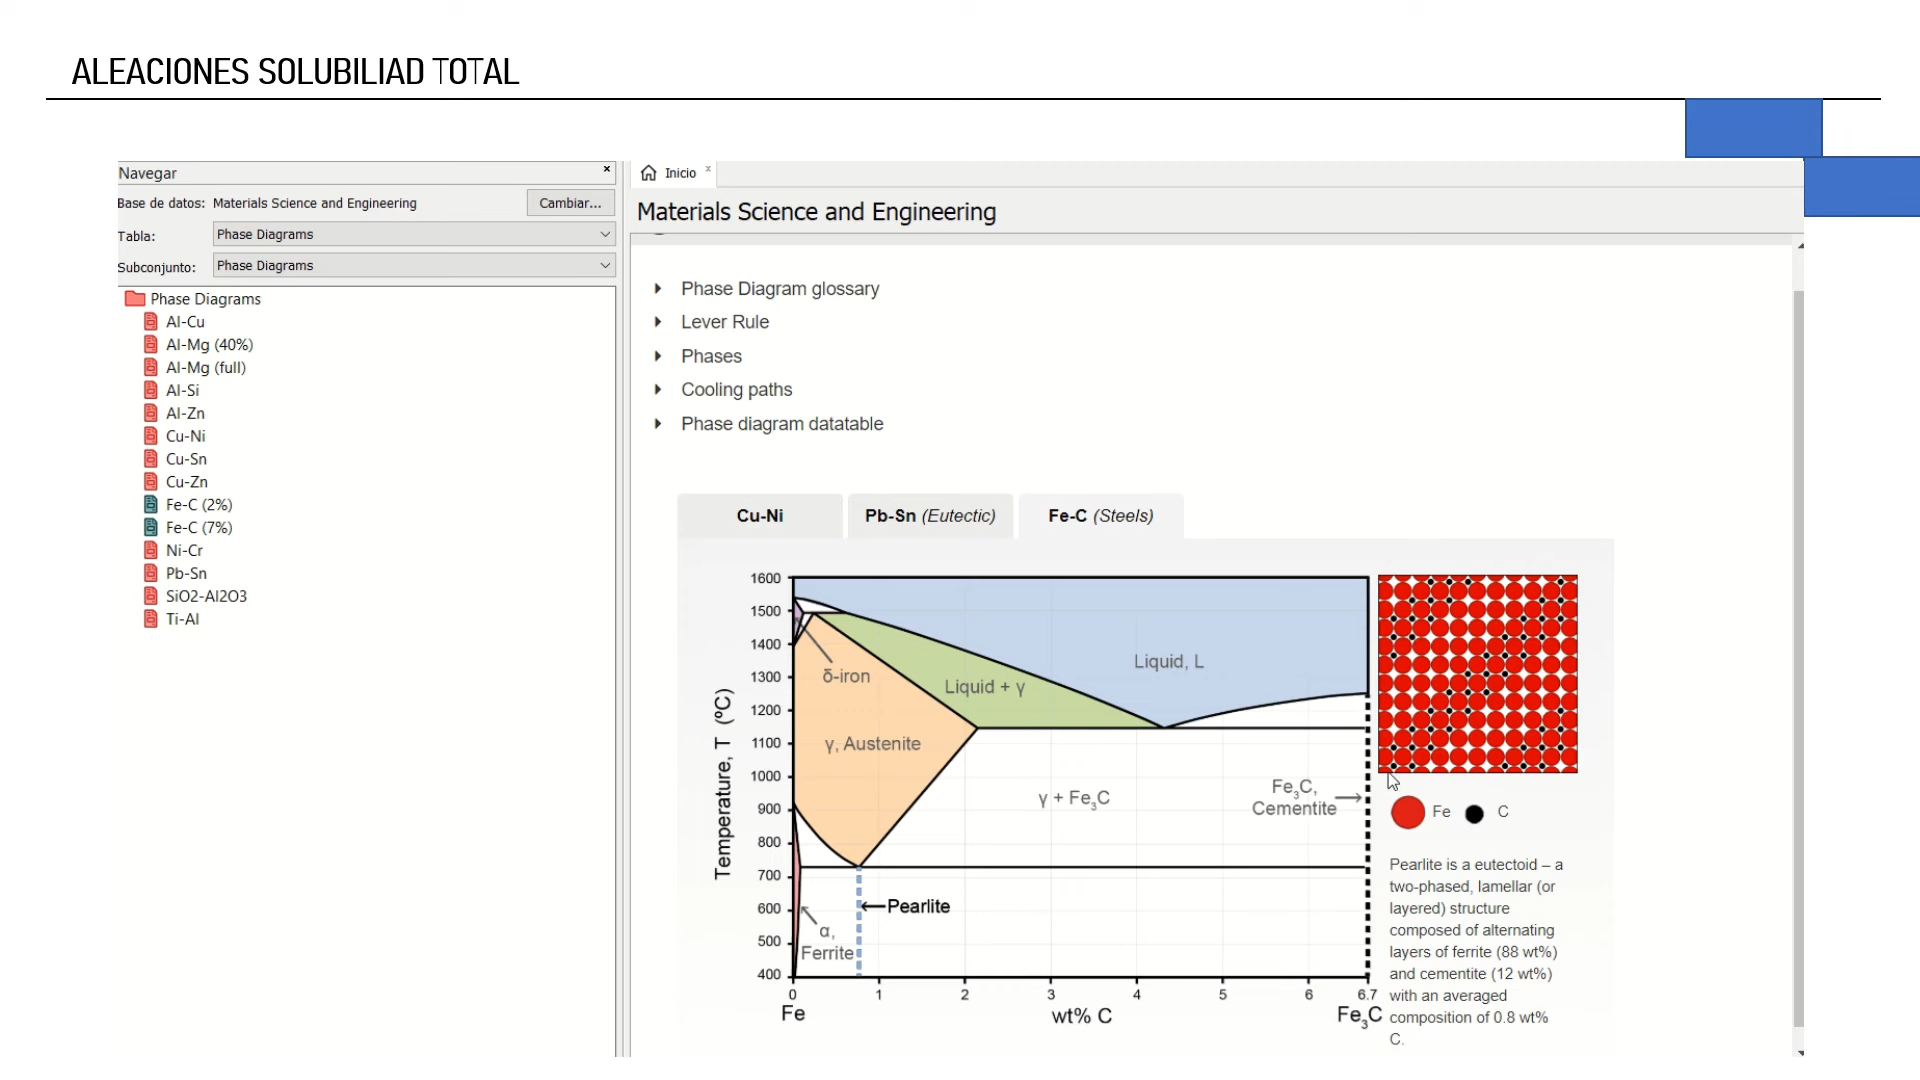 ALEACIONES SOLUBILIAD TOTAL
Navegar
Base de datos: Materials Science and Engineering
Cambiar...
Tabla: Phase Diagrams
Subconjunto: Phase Diagrams
Phase Diagrams
Al-Cu
Al-Mg (40%)
Al-Mg (full)
Al-Si
Al-Zn
Cu-Ni
Cu-Sn
Cu-Zn
Fe-C (2%)
Fe-C (7%)
Ni-Cr
Pb-Sn
SiO2-Al2O3
Ti-Al
Inicio
Materials Science and Engineering
Phase Diagram glossary
Lever Rule
Phases
Cooling paths
Phase diagram datatable
Cu-Ni
Pb-Sn (Eutectic)
Fe-C (Steels)
Temperature, T (ºC)
1600
1500
1400
1300
1200
1100
1000
900
800
700
600
500
400
δ-iron
Liquid, L
Liquid + γ
γ, Austenite
γ + Fe3C
Fe3C,
Cementite
Pearlite
α,
Ferrite
0 1 2 3 4 5 6 6.7
Fe
wt% C
Fe3C
Fe C
Pearlite is a eutectoid – a
two-phased, lamellar (or
layered) structure
composed of alternating
layers of ferrite (88 wt%)
and cementite (12 wt%)
with an averaged
composition of 0.8 wt%
C.